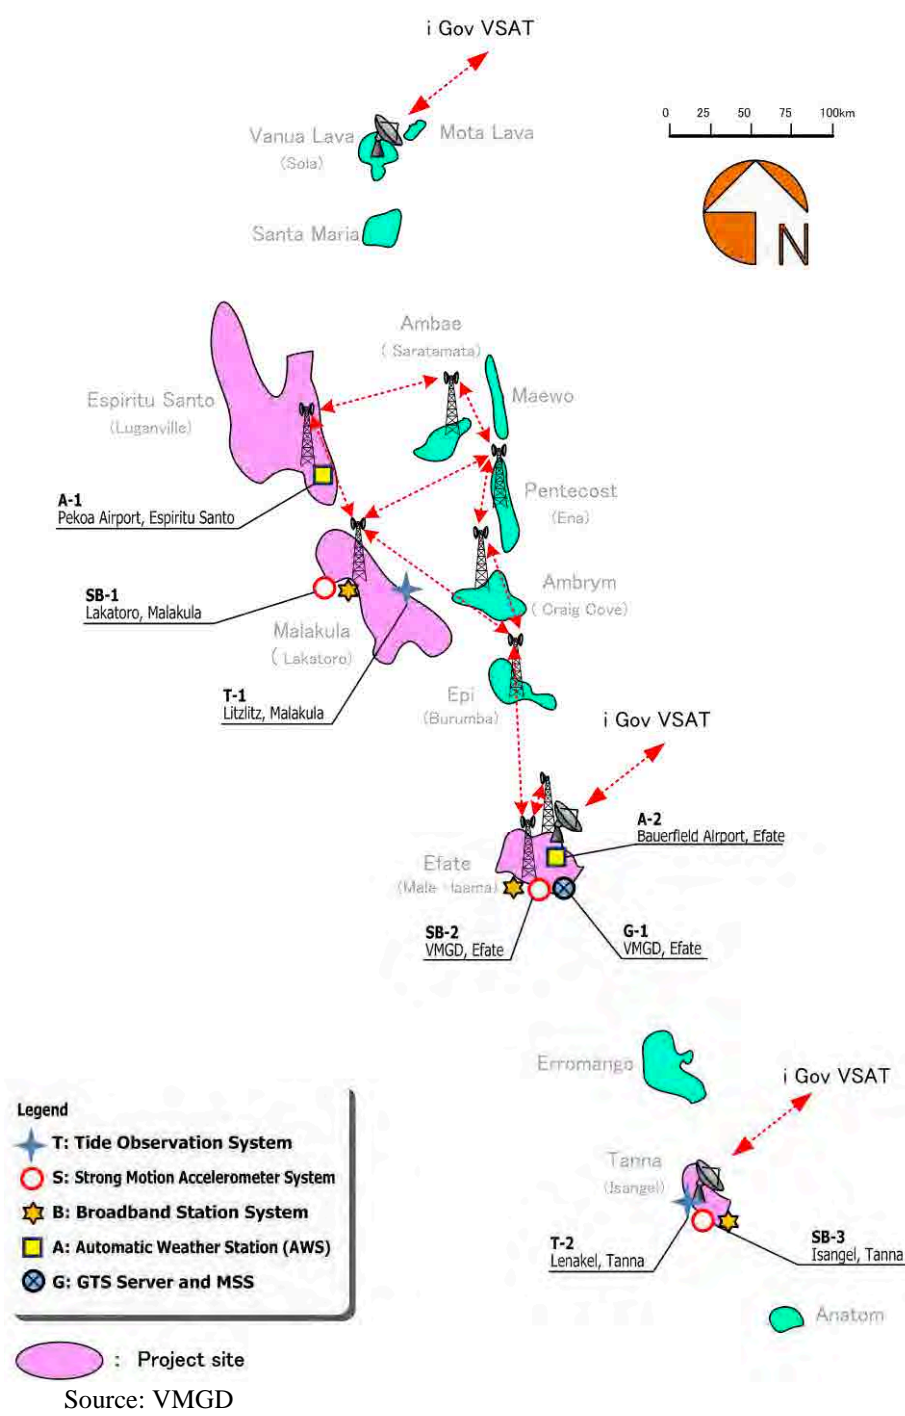 i Gov VSAT
Vanua Lava
(Sola)
Mota Lava
0 25 50 75 100km
N
Santa Maria
Ambae
( Saratamata)
Maewo
Espiritu Santo
(Luganville)
Pentecost
(Ena)
A-1
Pekoa Airport, Espiritu Santo
Ambrym
( Craig Cove)
SB-1
Lakatoro, Malakula
Malakula
( Lakatoro)
T-1
Litzlitz, Malakula
Epi
(Burumba)
i Gov VSAT
A-2
Bauerfield Airport, Efate
Efate
SB-2
VMGD, Efate
G-1
VMGD, Efate
Erromango
i Gov VSAT
Tanna
(Isangel)
T-2
Lenakel, Tanna
SB-3
Isangel, Tanna
Anatom
Legend
T: Tide Observation System
S: Strong Motion Accelerometer System
B: Broadband Station System
A: Automatic Weather Station (AWS)
G: GTS Server and MSS
: Project site
Source: VMGD